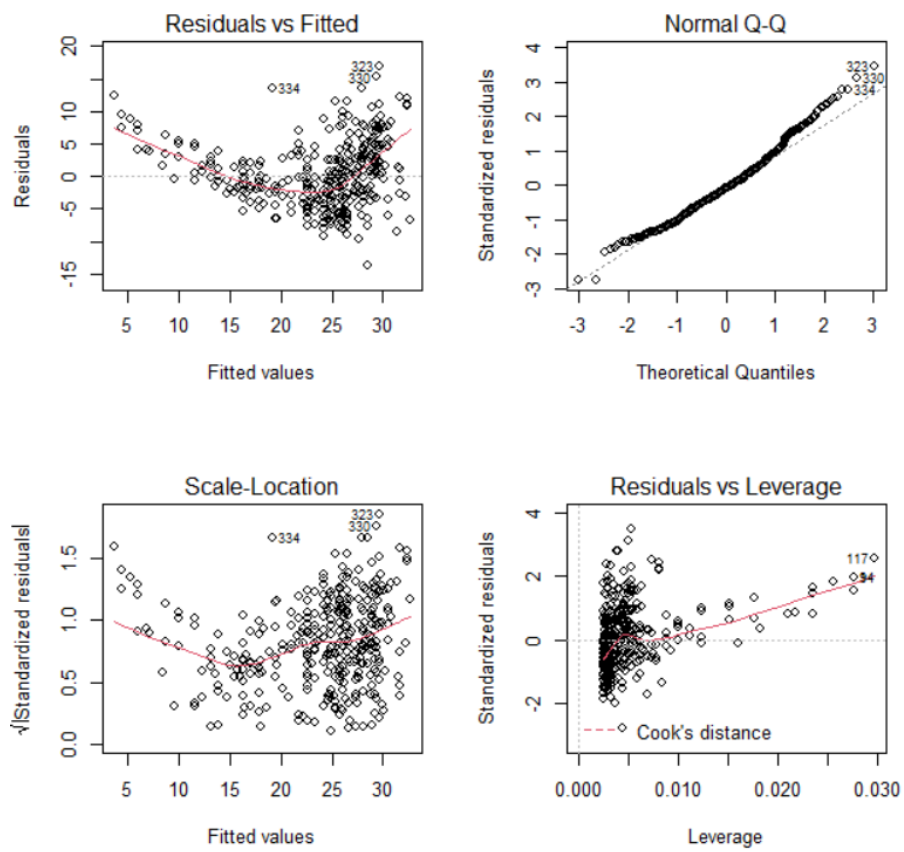 Residuals vs Fitted
Residuals
20
10
5
0
-5
-15
323
330
334
5 10 15 20 25 30
Fitted values
Normal Q-Q
Standardized residuals
4
3
2
1
0
-1
-2
-3
323
330
334
-3 -2 -1 0 1 2 3
Theoretical Quantiles
Scale-Location
√|Standardized residuals|
1.5
1.0
0.5
0.0
323
330
334
5 10 15 20 25 30
Fitted values
Residuals vs Leverage
Standardized residuals
4
2
0
-2
117
94
Cook's distance
0.000 0.010 0.020 0.030
Leverage